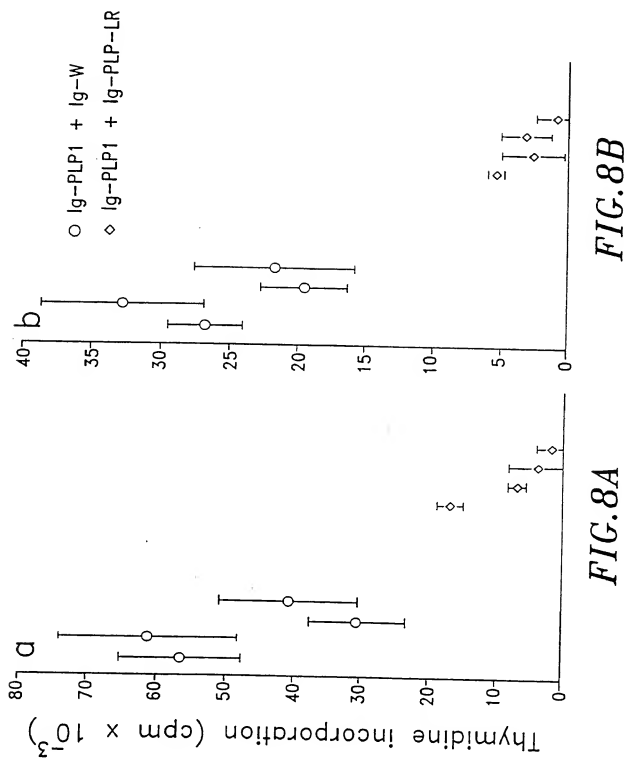 Thymidine incorporation (cpm x 10⁻³)
a
80
70
60
50
40
30
20
10
0
FIG.8A
b
40
35
30
25
20
15
10
5
0
Ig-PLP1 + Ig-W
Ig-PLP1 + Ig-PLP-LR
FIG.8B